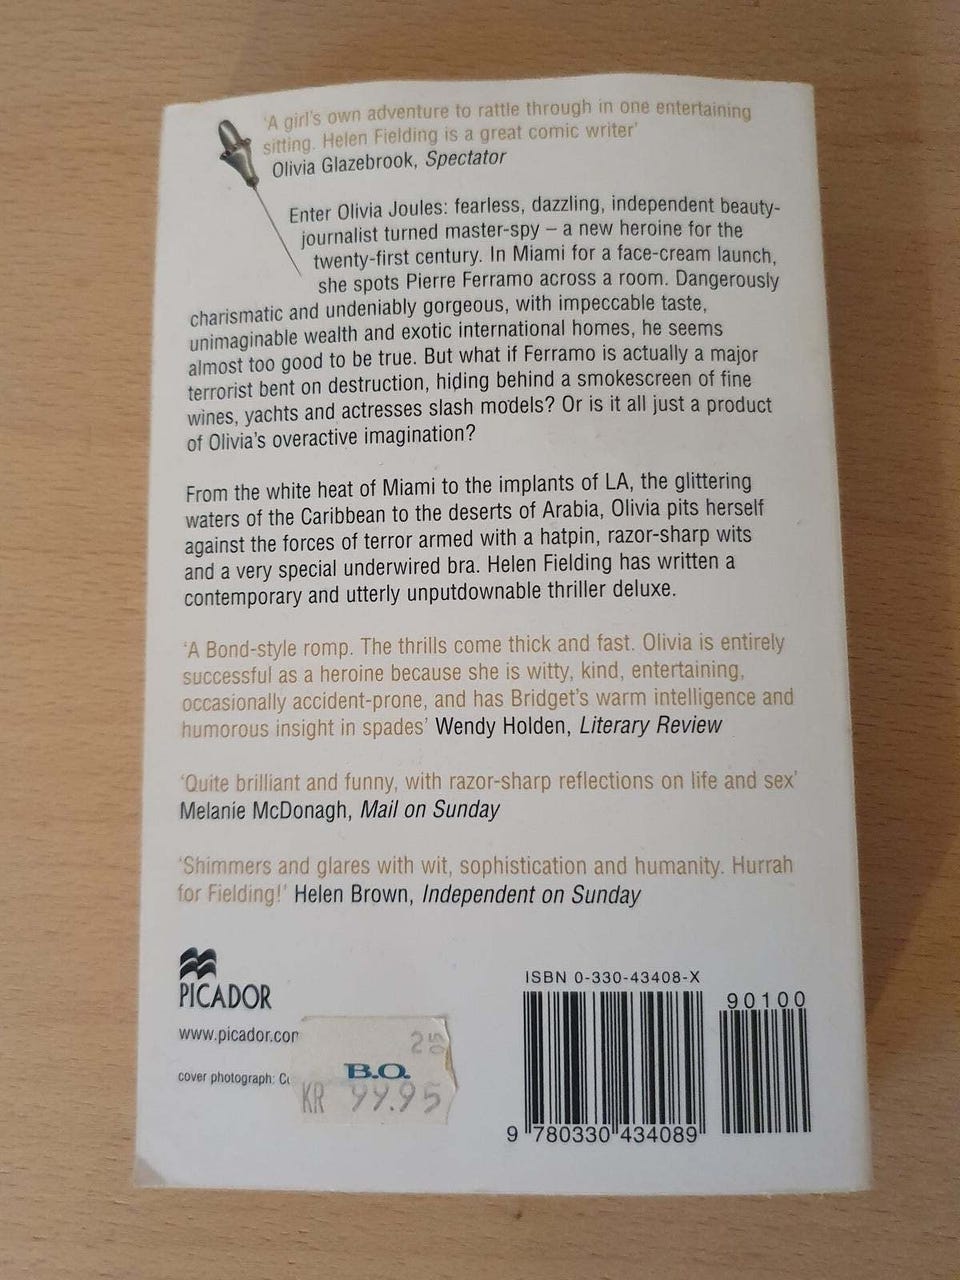 'A girl's own adventure to rattle through in one entertaining
sitting. Helen Fielding is a great comic writer'
Olivia Glazebrook, Spectator
Enter Olivia Joules: fearless, dazzling, independent beauty-
journalist turned master-spy – a new heroine for the
twenty-first century. In Miami for a face-cream launch,
she spots Pierre Ferramo across a room. Dangerously
charismatic and undeniably gorgeous, with impeccable taste,
unimaginable wealth and exotic international homes, he seems
almost too good to be true. But what if Ferramo is actually a major
terrorist bent on destruction, hiding behind a smokescreen of fine
wines, yachts and actresses slash models? Or is it all just a product
of Olivia's overactive imagination?
From the white heat of Miami to the implants of LA, the glittering
waters of the Caribbean to the deserts of Arabia, Olivia pits herself
against the forces of terror armed with a hatpin, razor-sharp wits
and a very special underwired bra. Helen Fielding has written a
contemporary and utterly unputdownable thriller deluxe.
'A Bond-style romp. The thrills come thick and fast. Olivia is entirely
successful as a heroine because she is witty, kind, entertaining,
occasionally accident-prone, and has Bridget's warm intelligence and
humorous insight in spades' Wendy Holden, Literary Review
'Quite brilliant and funny, with razor-sharp reflections on life and sex'
Melanie McDonagh, Mail on Sunday
'Shimmers and glares with wit, sophistication and humanity. Hurrah
for Fielding!' Helen Brown, Independent on Sunday
PICADOR
www.picador.com
cover photograph:
2 05
B.O.
KR 99.95
ISBN 0-330-43408-X
90100
9 780330 434089